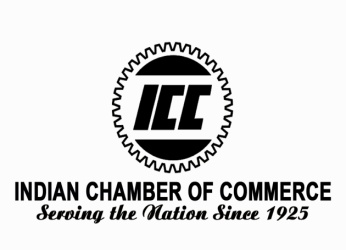 ICC
INDIAN CHAMBER OF COMMERCE
Serving the Nation Since 1925